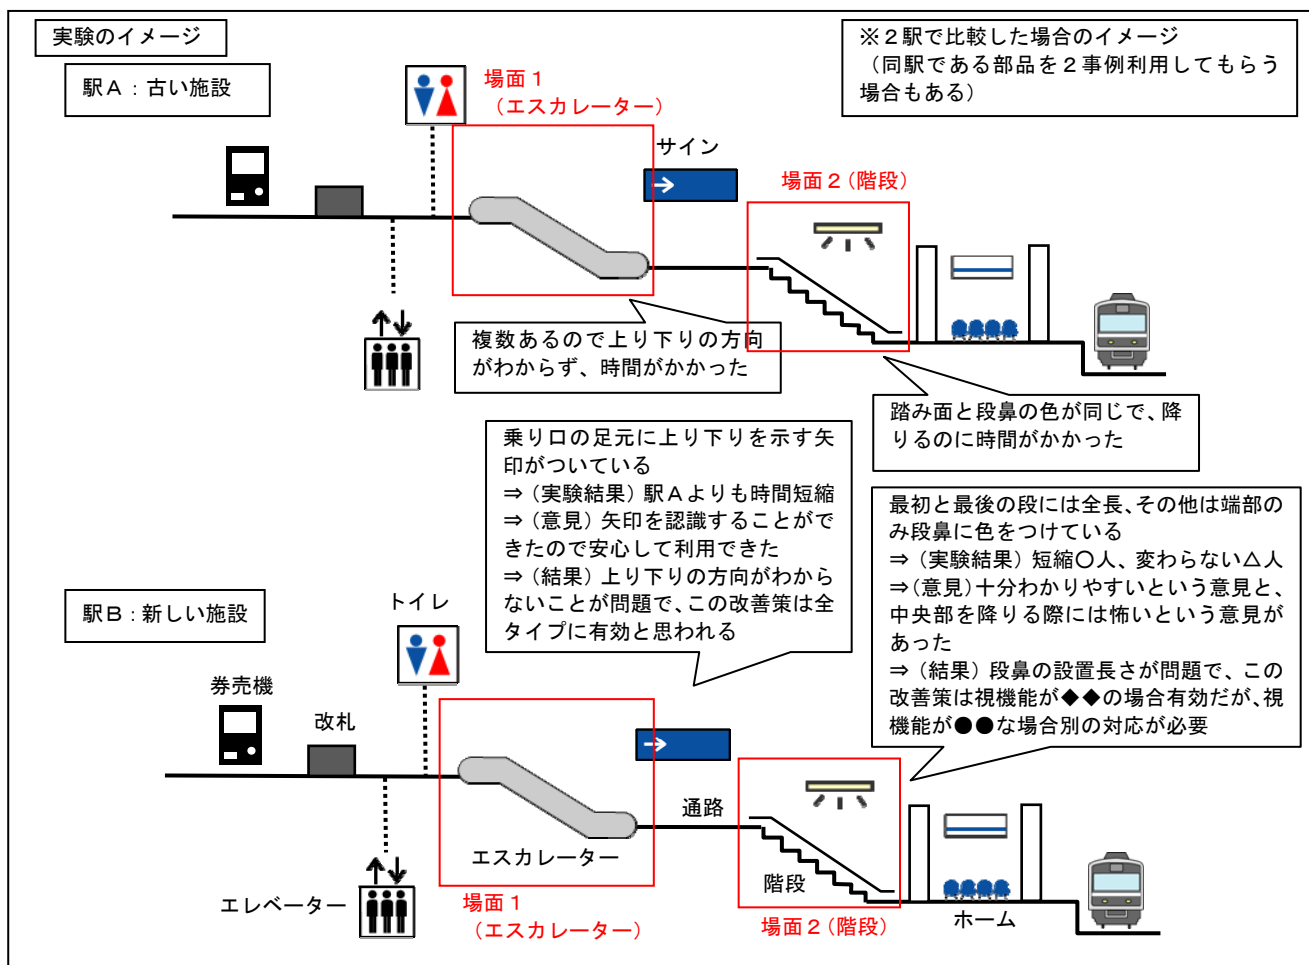 実験のイメージ
駅A：古い施設
場面１
（エスカレーター）
サイン
※２駅で比較した場合のイメージ
（同駅である部品を２事例利用してもらう
場合もある）
場面２（階段）
複数あるので上り下りの方向
がわからず、時間がかかった
踏み面と段鼻の色が同じで、降
りるのに時間がかかった
乗り口の足元に上り下りを示す矢
印がついている
⇒（実験結果）駅Aよりも時間短縮
⇒（意見）矢印を認識することがで
きたので安心して利用できた
⇒（結果）上り下りの方向がわから
ないことが問題で、この改善策は全
タイプに有効と思われる
最初と最後の段には全長、その他は端部の
み段鼻に色をつけている
⇒（実験結果）短縮〇人、変わらない△人
⇒（意見）十分わかりやすいという意見と、
中央部を降りる際には怖いという意見が
あった
⇒（結果）段鼻の設置長さが問題で、この
改善策は視機能が◆◆の場合有効だが、視
機能が●●な場合別の対応が必要
駅B：新しい施設
トイレ
券売機
改札
通路
エスカレーター
階段
エレベーター
場面１
（エスカレーター）
場面２（階段）
ホーム